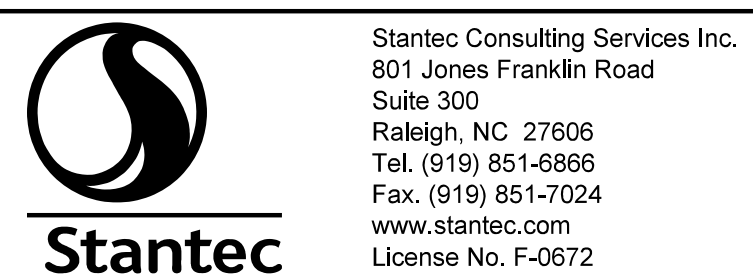 Stantec Consulting Services Inc.
801 Jones Franklin Road
Suite 300
Raleigh, NC 27606
Tel. (919) 851-6866
Fax. (919) 851-7024
www.stantec.com
License No. F-0672
Stantec